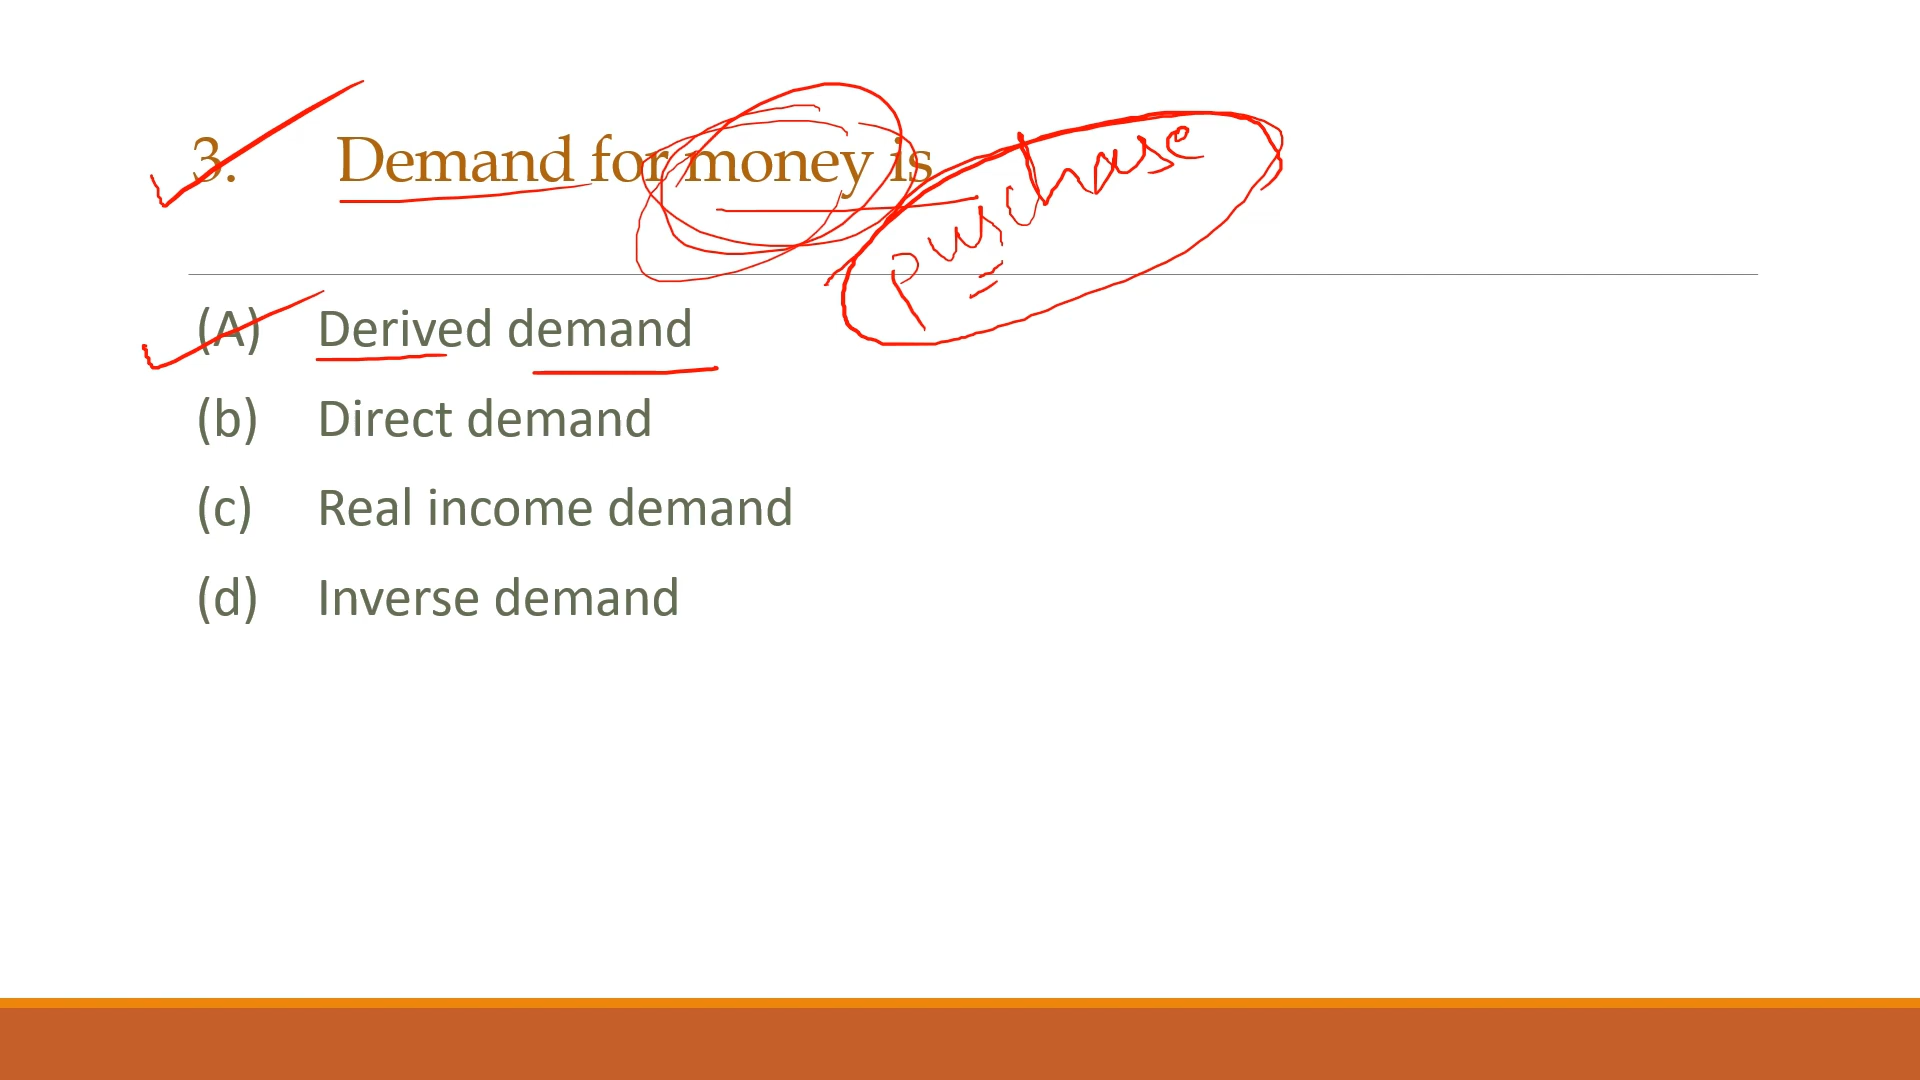 3. Demand for money is
purchase
(A) Derived demand
(b) Direct demand
(c) Real income demand
(d) Inverse demand